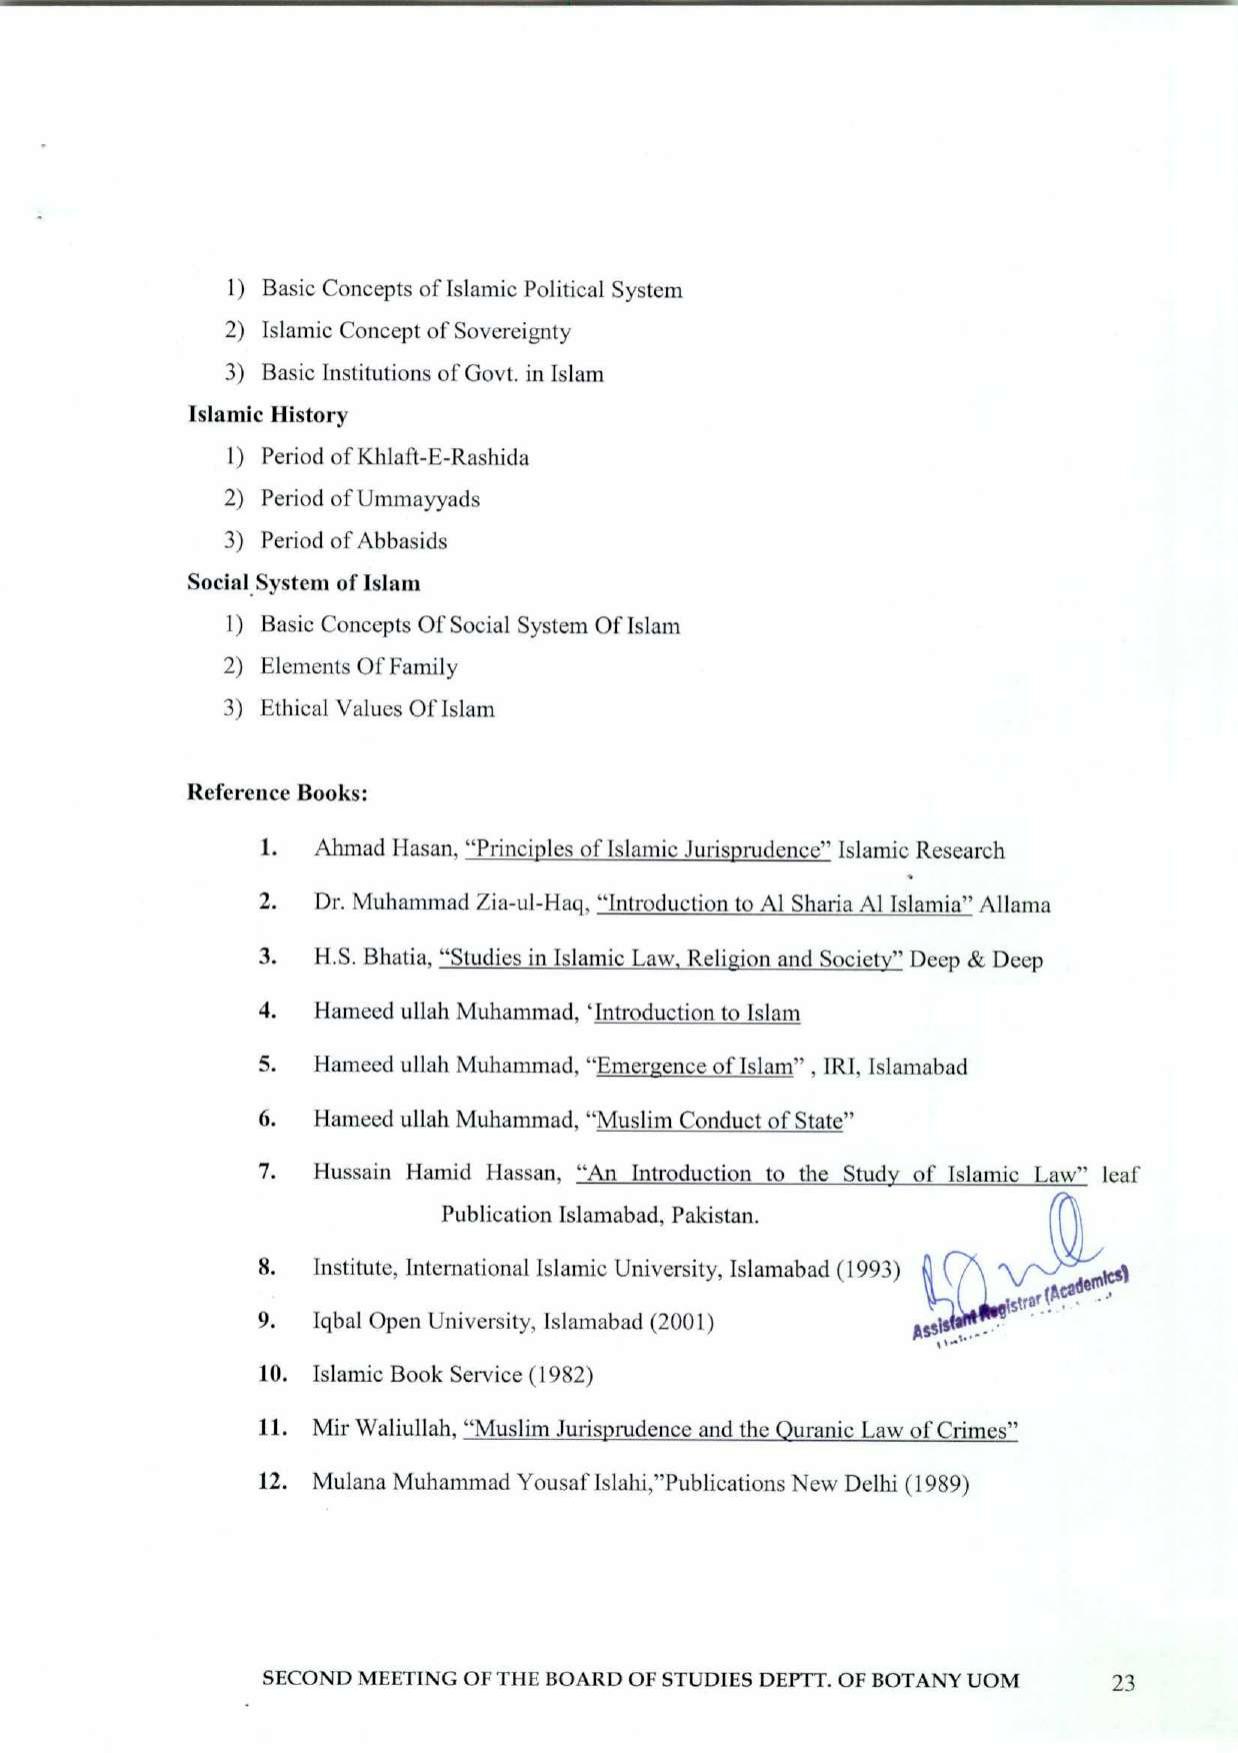 1) Basic Concepts of Islamic Political System
2) Islamic Concept of Sovereignty
3) Basic Institutions of Govt. in Islam
Islamic History
1) Period of Khlaft-E-Rashida
2) Period of Ummayyads
3) Period of Abbasids
Social System of Islam
1) Basic Concepts Of Social System Of Islam
2) Elements Of Family
3) Ethical Values Of Islam
Reference Books:
1. Ahmad Hasan, “Principles of Islamic Jurisprudence” Islamic Research
2. Dr. Muhammad Zia-ul-Haq, “Introduction to Al Sharia Al Islamia” Allama
3. H.S. Bhatia, “Studies in Islamic Law, Religion and Society” Deep & Deep
4. Hameed ullah Muhammad, ‘Introduction to Islam
5. Hameed ullah Muhammad, “Emergence of Islam” , IRI, Islamabad
6. Hameed ullah Muhammad, “Muslim Conduct of State”
7. Hussain Hamid Hassan, “An Introduction to the Study of Islamic Law” leaf
Publication Islamabad, Pakistan.
8. Institute, International Islamic University, Islamabad (1993)
Assistant Registrar (Academics)
9. Iqbal Open University, Islamabad (2001)
10. Islamic Book Service (1982)
11. Mir Waliullah, “Muslim Jurisprudence and the Quranic Law of Crimes”
12. Mulana Muhammad Yousaf Islahi,”Publications New Delhi (1989)
SECOND MEETING OF THE BOARD OF STUDIES DEPTT. OF BOTANY UOM 23